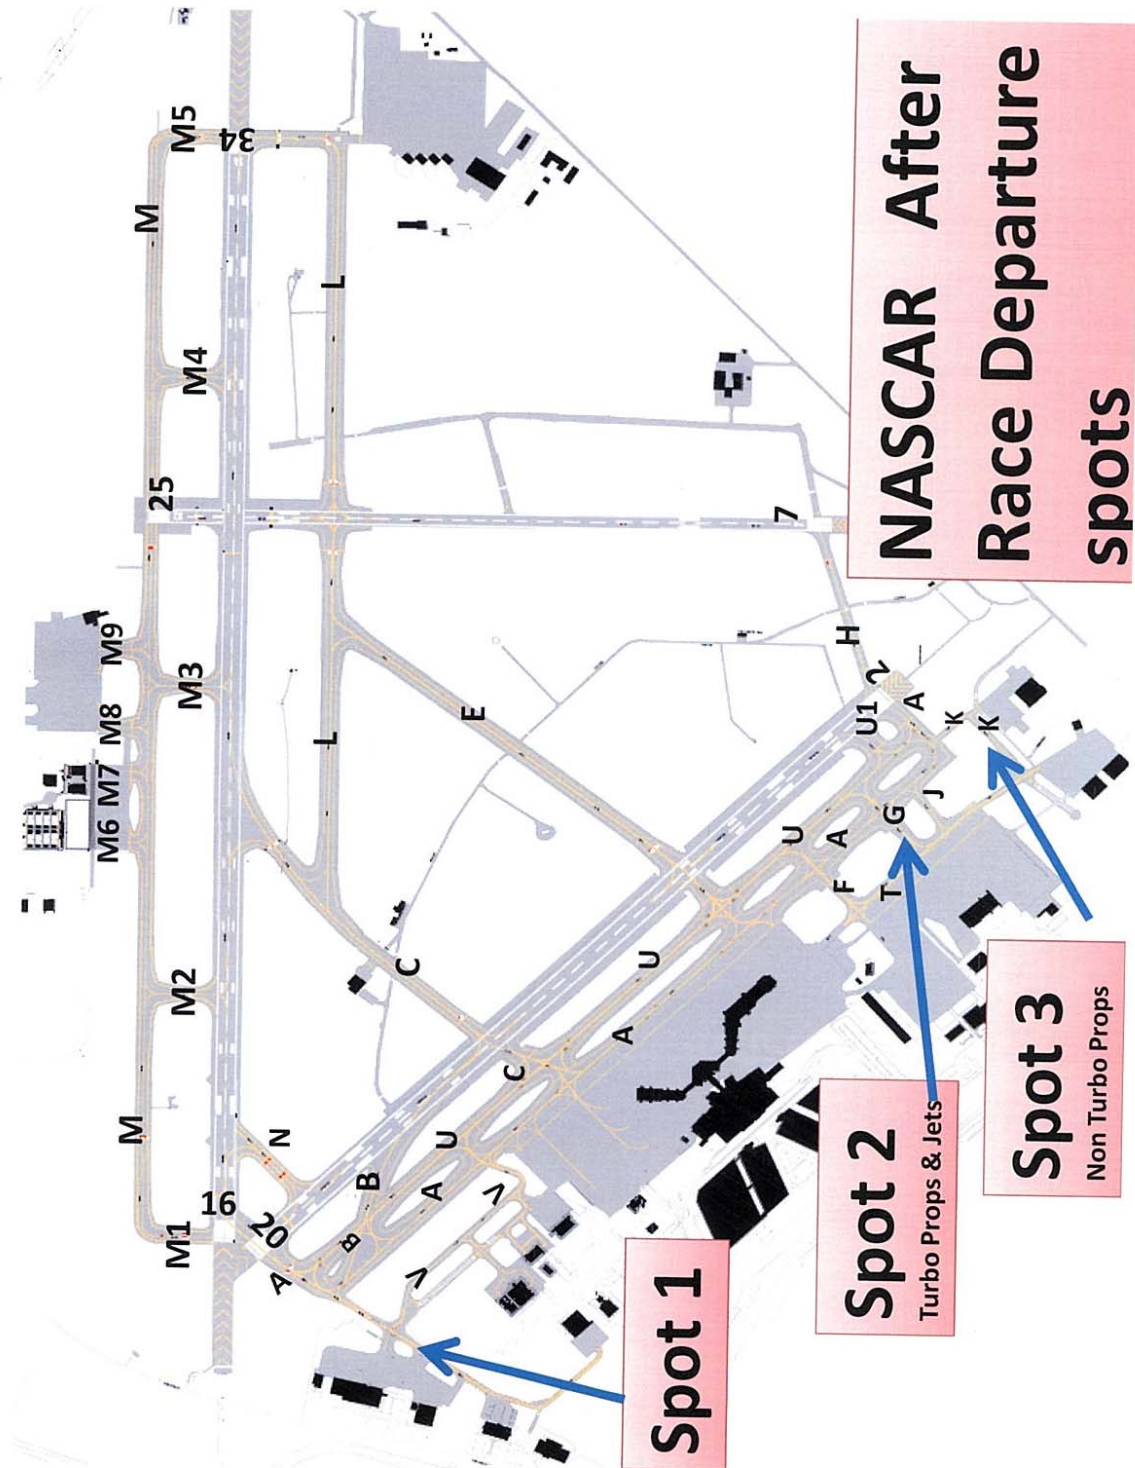 M6 M7 M8 M9
M M
25
M1 M2 M3 M4 M5
16
34
20
A
N
L L
B
B
C
V
A
U
E
V
C
A
U
Spot 1
7
U
A
F
H
U1
2
T
G
A
J
K
K
Spot 2
Turbo Props & Jets
Spot 3
Non Turbo Props
NASCAR After
Race Departure
spots